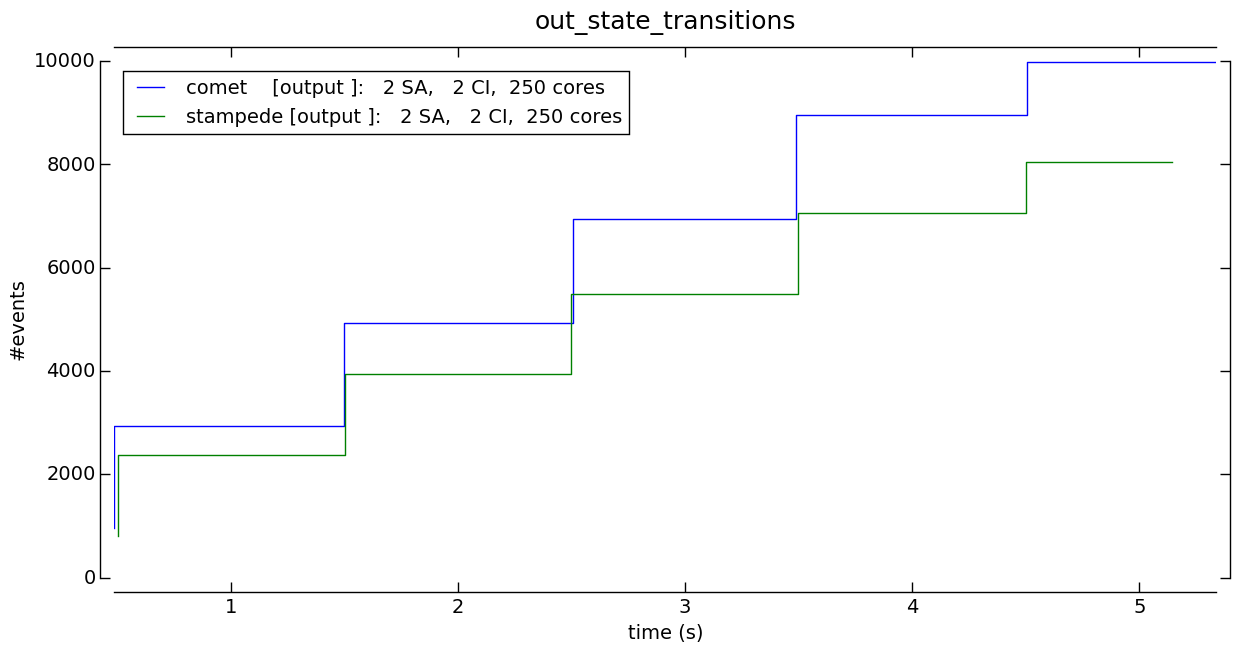 out_state_transitions
10000
comet    [output ]:   2 SA,   2 CI,  250 cores
stampede [output ]:   2 SA,   2 CI,  250 cores
8000
6000
#events
4000
2000
0
1 2 3 4 5
time (s)